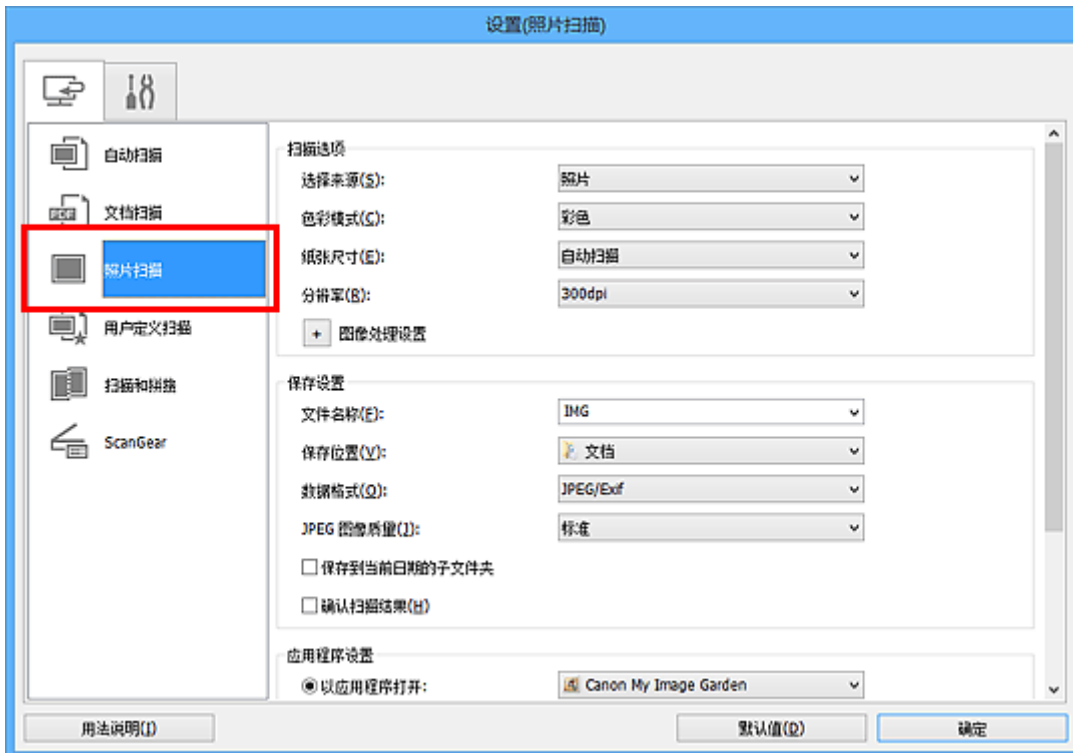 设置(照片扫描)
自动扫描
文档扫描
照片扫描
用户定义扫描
扫描和拼接
ScanGear
扫描选项
选择来源(S): 照片
色彩模式(C): 彩色
纸张尺寸(E): 自动扫描
分辨率(R): 300dpi
+ 图像处理设置
保存设置
文件名称(F): IMG
保存位置(V): 文档
数据格式(O): JPEG/Exif
JPEG 图像质量(J): 标准
保存到当前日期的子文件夹
确认扫描结果(H)
应用程序设置
以应用程序打开: Canon My Image Garden
用法说明(I)
默认值(D)
确定